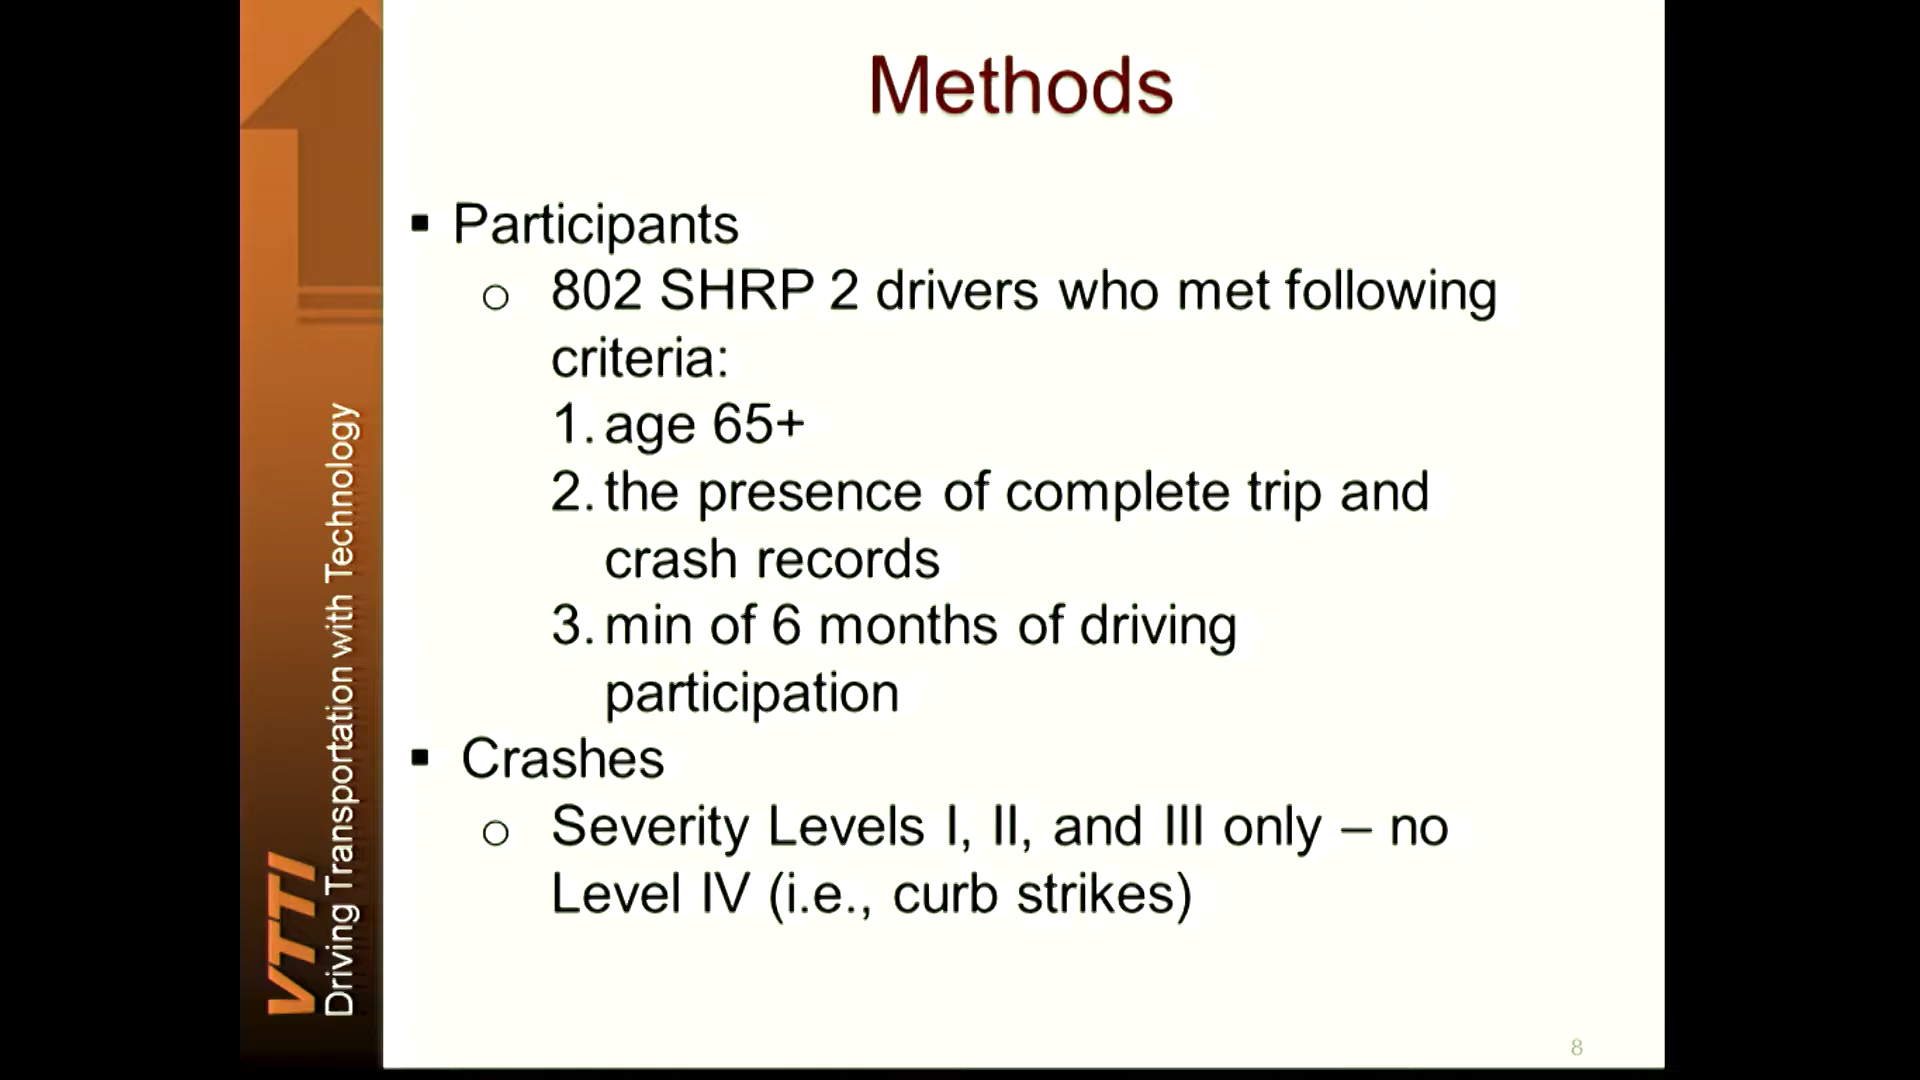 Methods
▪ Participants
o 802 SHRP 2 drivers who met following
criteria:
1. age 65+
2. the presence of complete trip and
crash records
3. min of 6 months of driving
participation
▪ Crashes
o Severity Levels I, II, and III only – no
Level IV (i.e., curb strikes)
VTTI
Driving Transportation with Technology
8